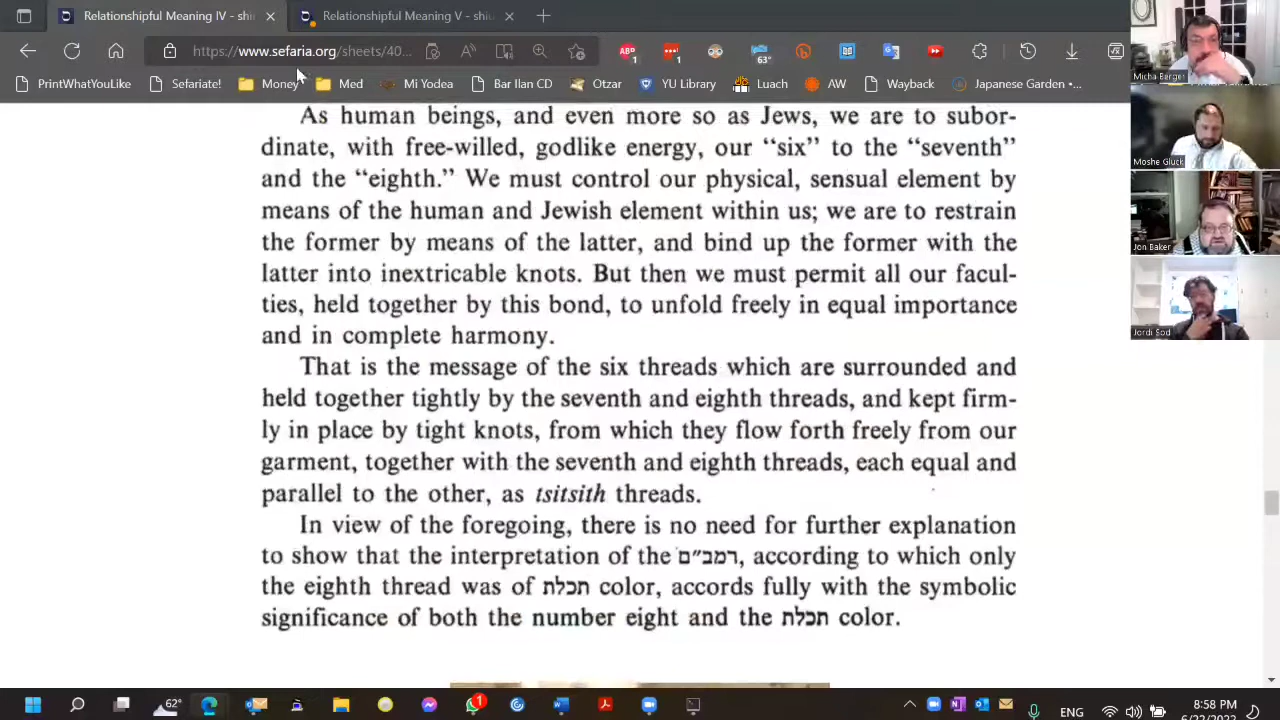 Relationshipful Meaning IV - shi
Relationshipful Meaning V - shi
https://www.sefaria.org/sheets/40...
ABP
1
1
63°
PrintWhatYouLike
Sefariate!
Money
Med
Mi Yod
Bar Ilan CD
Otzar
YU Library
Luach
AW
Wayback
Japanese Garden •...
As human beings, and even more so as Jews, we are to subor-
dinate, with free-willed, godlike energy, our “six” to the “seventh”
and the “eighth.” We must control our physical, sensual element by
means of the human and Jewish element within us; we are to restrain
the former by means of the latter, and bind up the former with the
latter into inextricable knots. But then we must permit all our facul-
ties, held together by this bond, to unfold freely in equal importance
and in complete harmony.
That is the message of the six threads which are surrounded and
held together tightly by the seventh and eighth threads, and kept firm-
ly in place by tight knots, from which they flow forth freely from our
garment, together with the seventh and eighth threads, each equal and
parallel to the other, as tsitsith threads.
In view of the foregoing, there is no need for further explanation
to show that the interpretation of the רמב״ם, according to which only
the eighth thread was of תכלת color, accords fully with the symbolic
significance of both the number eight and the תכלת color.
Micha Berger
Moshe Gluck
Jon Baker
Jordi Sod
62°
1
ENG
8:58 PM